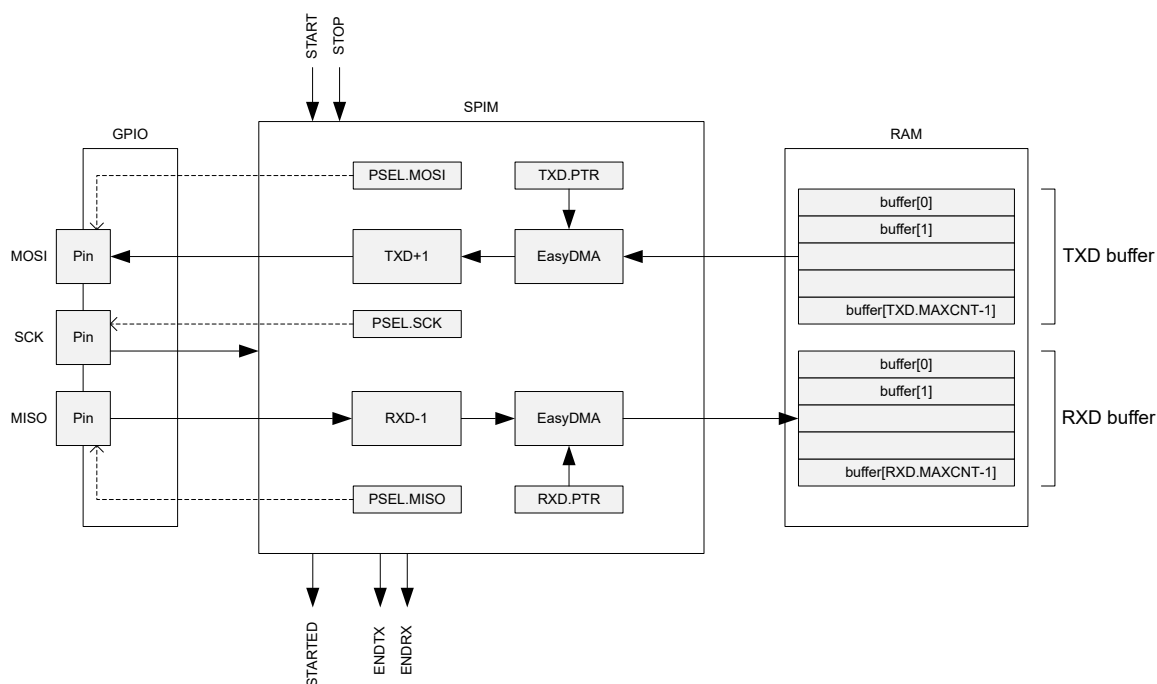 START
STOP
SPIM
GPIO
RAM
PSEL.MOSI
TXD.PTR
buffer[0]
buffer[1]
MOSI
Pin
TXD+1
EasyDMA
TXD buffer
buffer[TXD.MAXCNT-1]
PSEL.SCK
SCK
Pin
buffer[0]
buffer[1]
MISO
Pin
RXD-1
EasyDMA
RXD buffer
buffer[RXD.MAXCNT-1]
PSEL.MISO
RXD.PTR
STARTED
ENDTX
ENDRX